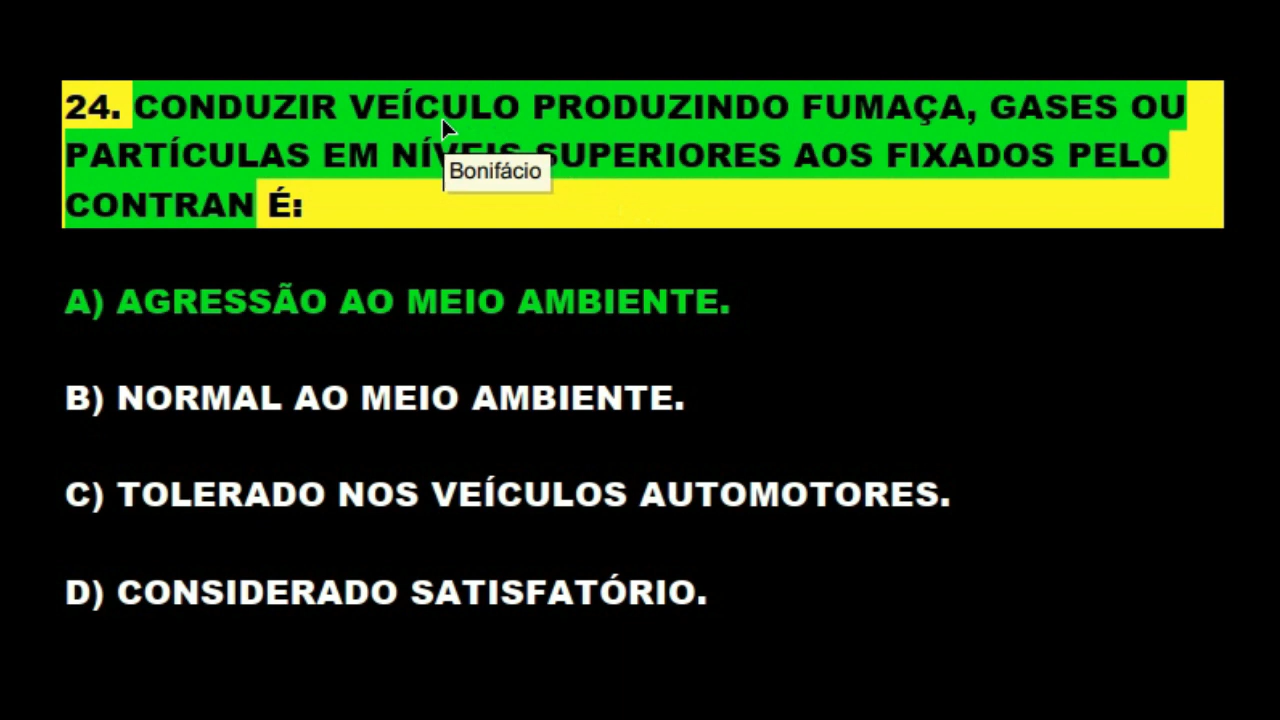 24. CONDUZIR VEÍCULO PRODUZINDO FUMAÇA, GASES OU
PARTÍCULAS EM NÍVEIS SUPERIORES AOS FIXADOS PELO
Bonifácio
CONTRAN É:
A) AGRESSÃO AO MEIO AMBIENTE.
B) NORMAL AO MEIO AMBIENTE.
C) TOLERADO NOS VEÍCULOS AUTOMOTORES.
D) CONSIDERADO SATISFATÓRIO.